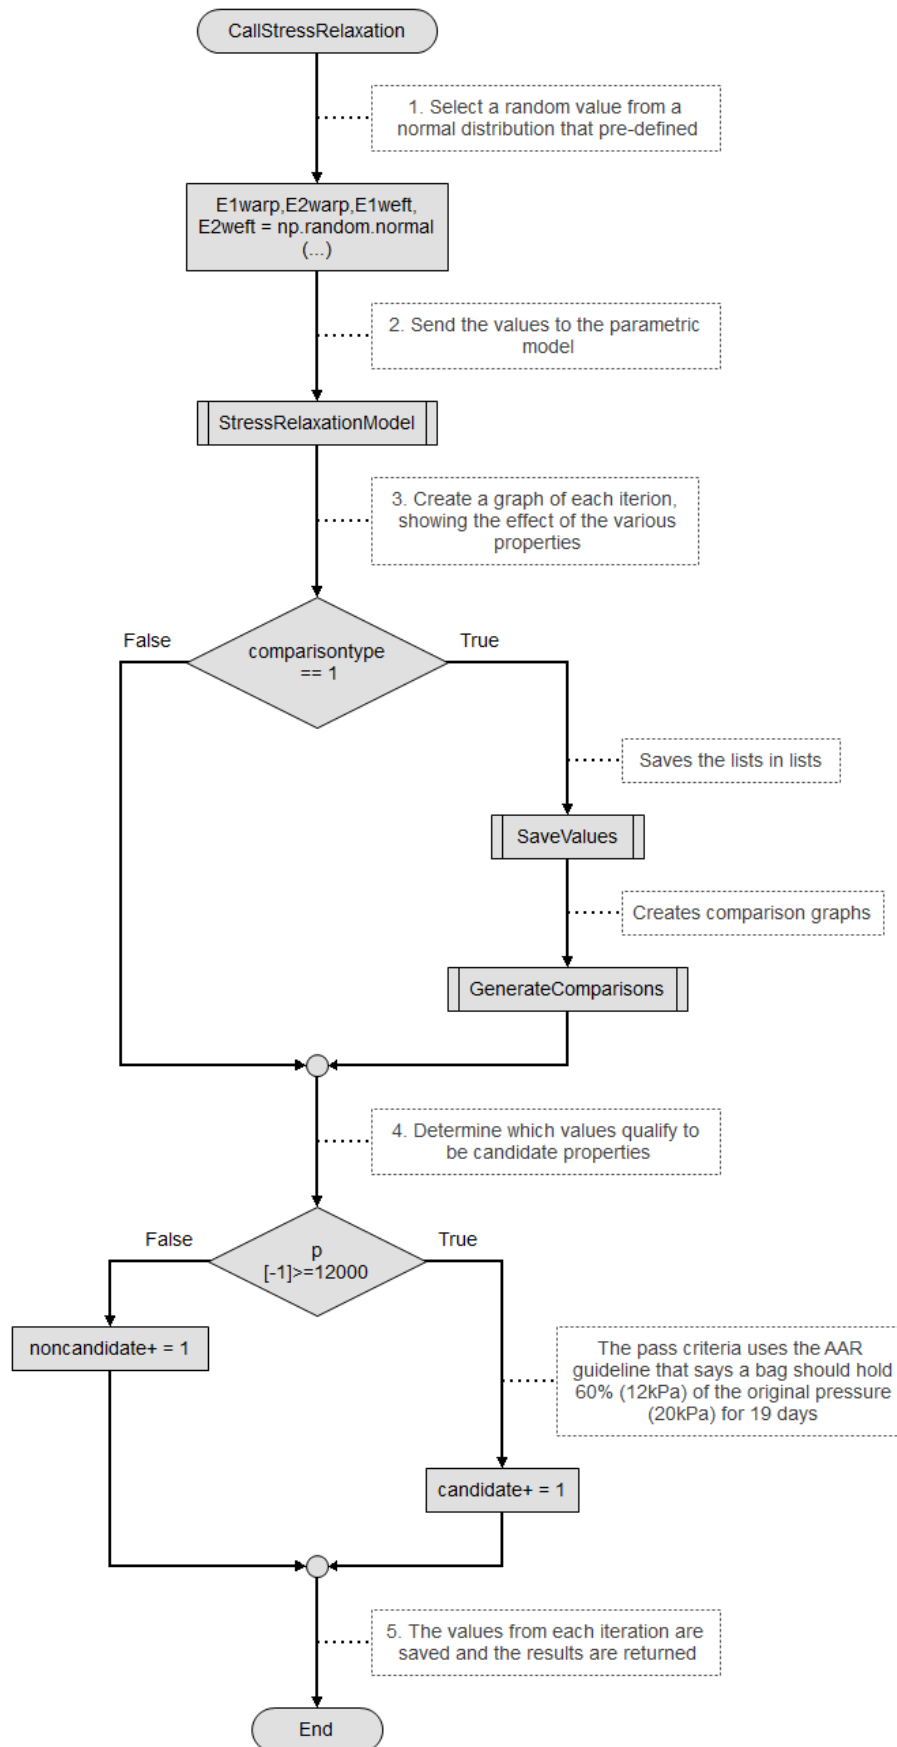 CallStressRelaxation
1. Select a random value from a
normal distribution that pre-defined
E1warp,E2warp,E1weft,
E2weft = np.random.normal
(...)
2. Send the values to the parametric
model
StressRelaxationModel
3. Create a graph of each iterion,
showing the effect of the various
properties
False
True
comparisontype
== 1
Saves the lists in lists
SaveValues
Creates comparison graphs
GenerateComparisons
4. Determine which values qualify to
be candidate properties
False
True
p
[-1]>=12000
noncandidate+ = 1
The pass criteria uses the AAR
guideline that says a bag should hold
60% (12kPa) of the original pressure
(20kPa) for 19 days
candidate+ = 1
5. The values from each iteration are
saved and the results are returned
End